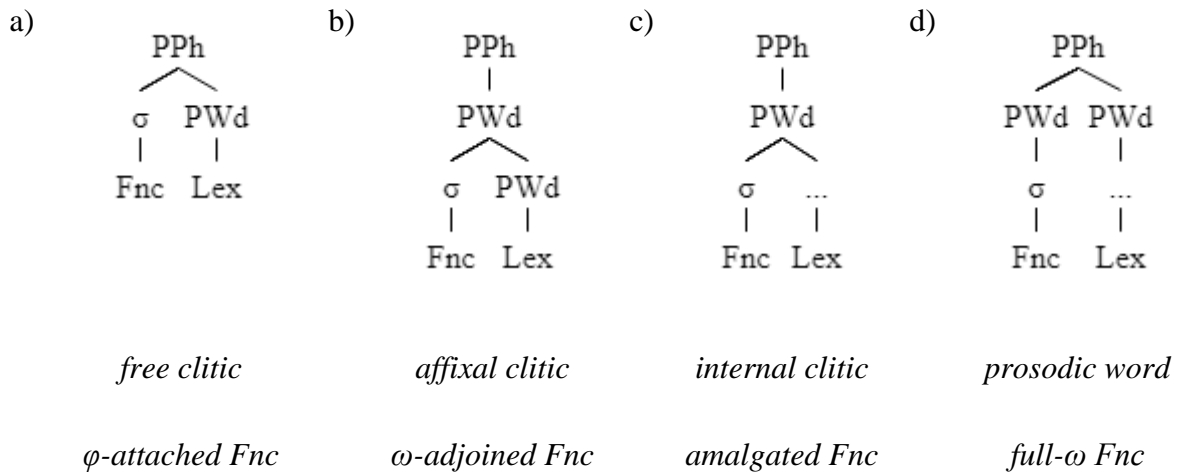 a) b) c) d)
PPh PPh PPh PPh
σ PWd PWd PWd PWd PWd
Fnc Lex σ PWd σ ... σ ...
Fnc Lex Fnc Lex Fnc Lex
free clitic affixal clitic internal clitic prosodic word
φ-attached Fnc ω-adjoined Fnc amalgated Fnc full-ω Fnc